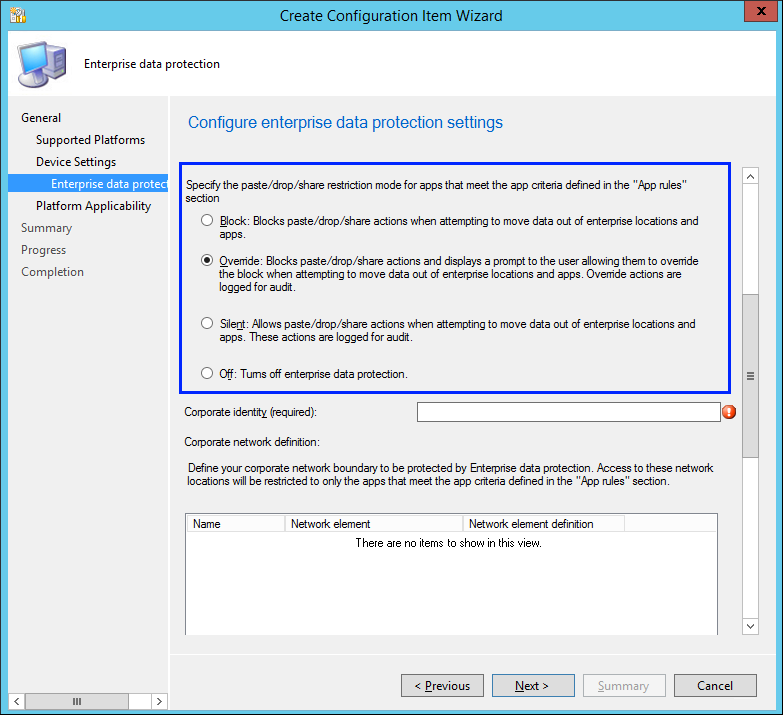 Create Configuration Item Wizard
x
Enterprise data protection
General
Supported Platforms
Device Settings
Enterprise data protect
Platform Applicability
Summary
Progress
Completion
Configure enterprise data protection settings
Specify the paste/drop/share restriction mode for apps that meet the app criteria defined in the "App rules"
section
Block: Blocks paste/drop/share actions when attempting to move data out of enterprise locations and
apps.
Override: Blocks paste/drop/share actions and displays a prompt to the user allowing them to override
the block when attempting to move data out of enterprise locations and apps. Override actions are
logged for audit.
Silent: Allows paste/drop/share actions when attempting to move data out of enterprise locations and
apps. These actions are logged for audit.
Off: Turns off enterprise data protection.
Corporate identity (required):
Corporate network definition:
Define your corporate network boundary to be protected by Enterprise data protection. Access to these network
locations will be restricted to only the apps that meet the app criteria defined in the "App rules" section.
Name Network element Network element definition
There are no items to show in this view.
< Previous Next > Summary Cancel